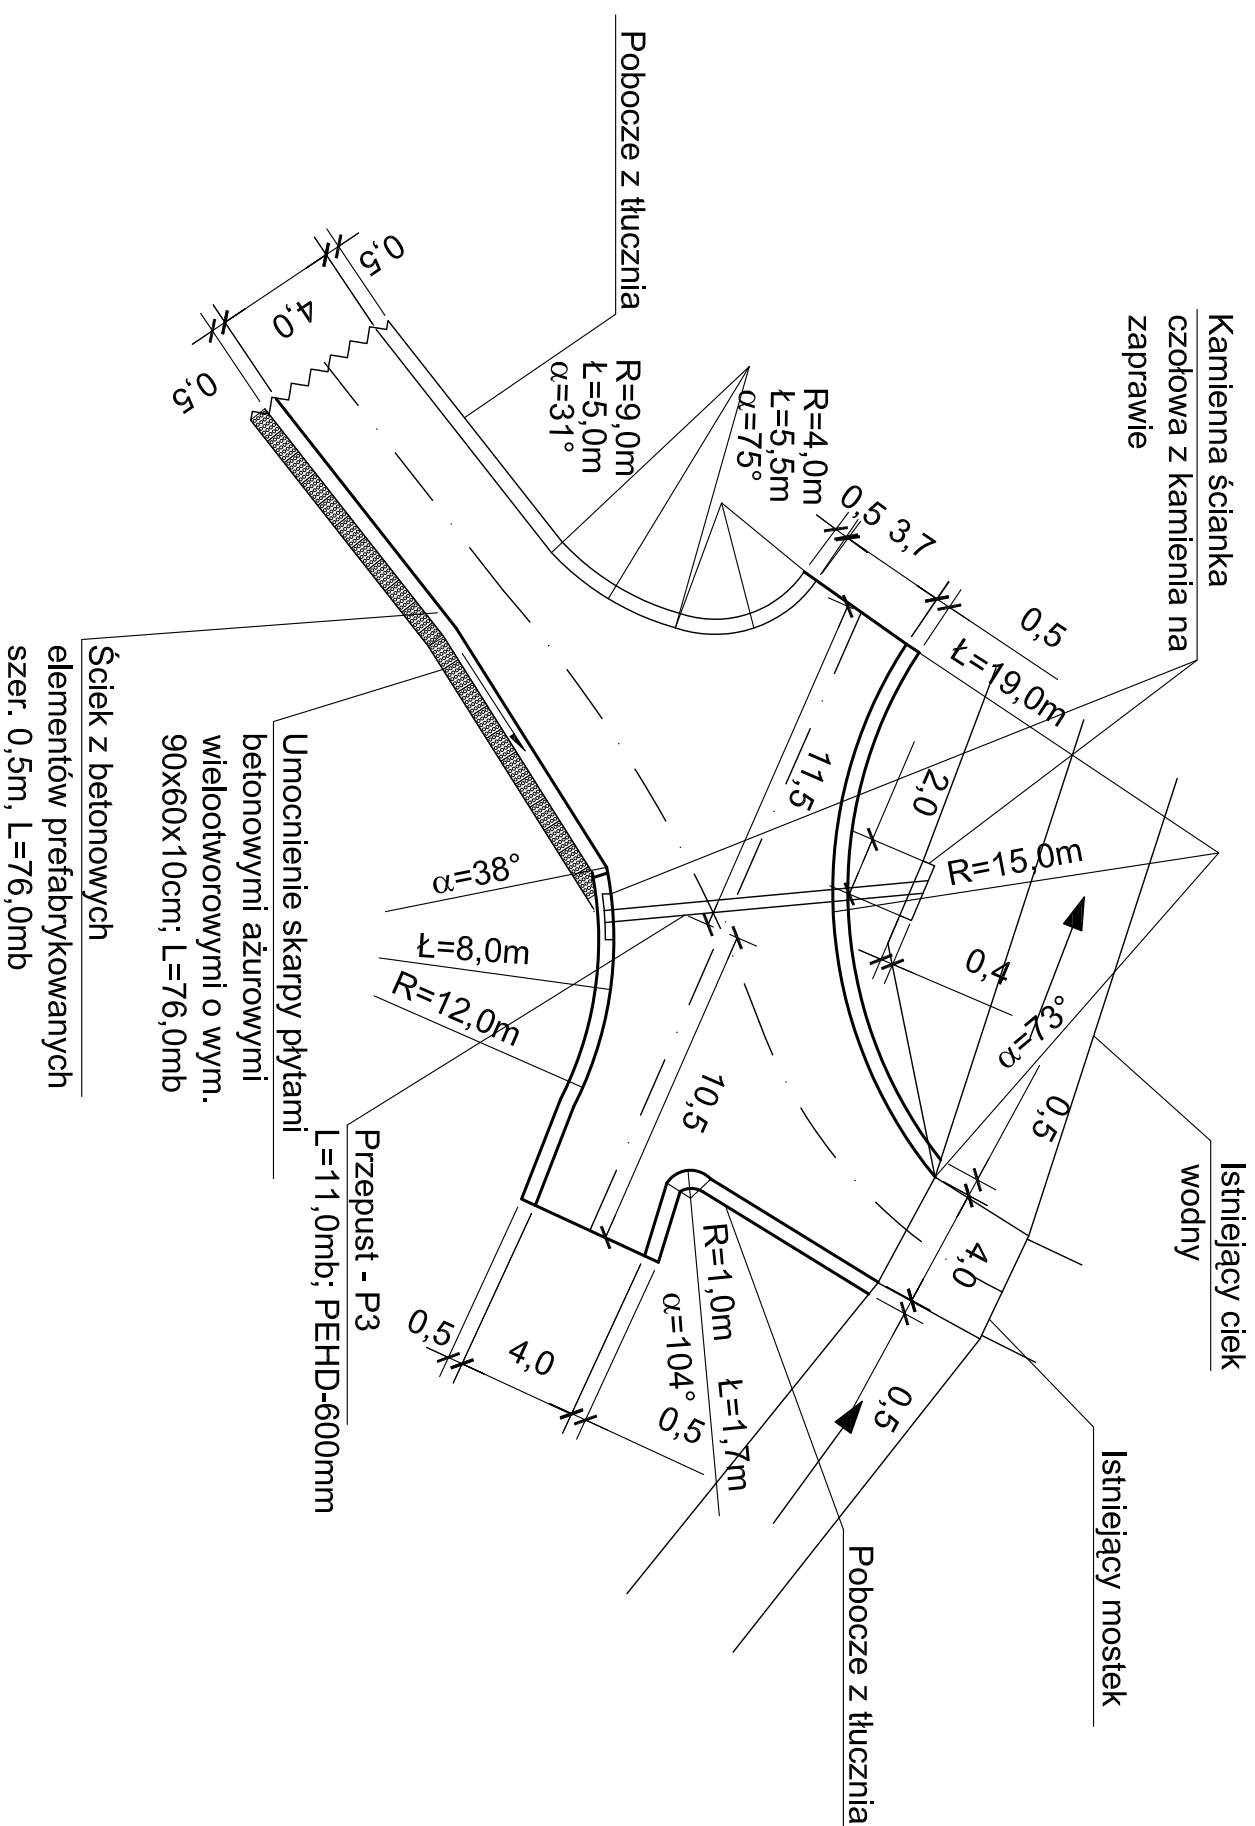 Kamienna ścianka
czołowa z kamienia na
zaprawie
Istniejący ciek
wodny
Istniejący mostek
Pobocze z tłucznia
Pobocze z tłucznia
0,5
4,0
0,5
R=9,0m
Ł=5,0m
α=31°
R=4,0m
Ł=5,5m
α=75°
0,5
3,7
0,5
Ł=19,0m
11,5
2,0
R=15,0m
0,4
α=73°
0,5
4,0
0,5
10,5
α=38°
Ł=8,0m
R=12,0m
R=1,0m
Ł=1,7m
α=104°
0,5
4,0
0,5
Przepust - P3
L=11,0mb; PEHD-600mm
Umocnienie skarpy płytami
betonowymi ażurowymi
wielootworowymi o wym.
90x60x10cm; L=76,0mb
Ściek z betonowych
elementów prefabrykowanych
szer. 0,5m, L=76,0mb